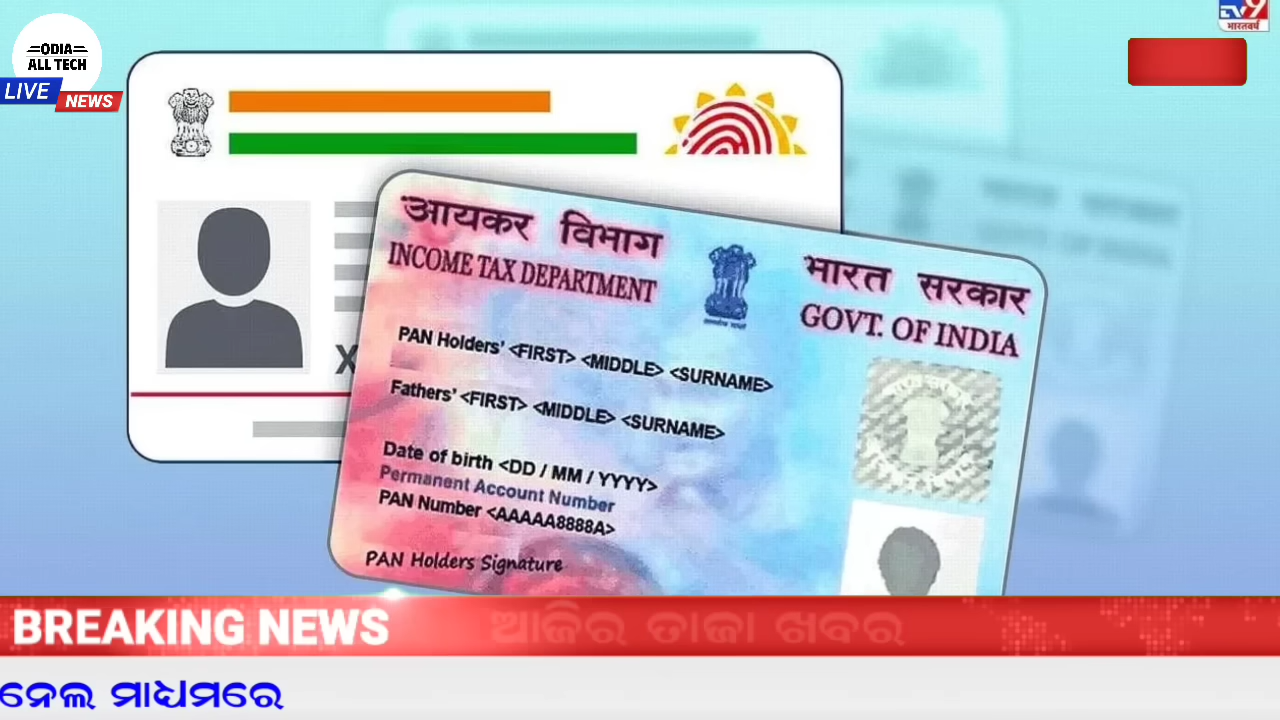 ODIA
ALL TECH
LIVE
NEWS
TV9
भारतवर्ष
आयकर विभाग
INCOME TAX DEPARTMENT
भारत सरकार
GOVT. OF INDIA
PAN Holders' <FIRST> <MIDDLE> <SURNAME>
Fathers' <FIRST> <MIDDLE> <SURNAME>
Date of birth <DD / MM / YYYY>
Permanent Account Number
PAN Number <AAAAA8888A>
PAN Holders Signature
X
BREAKING NEWS
ଆଜିର ତାଜା ଖବର
ନେଲ ମାଧ୍ୟମରେ